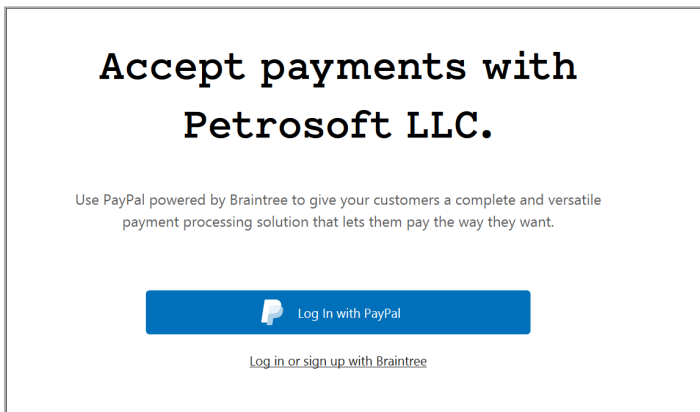 Accept payments with
Petrosoft LLC.
Use PayPal powered by Braintree to give your customers a complete and versatile
payment processing solution that lets them pay the way they want.
Log In with PayPal
Log in or sign up with Braintree